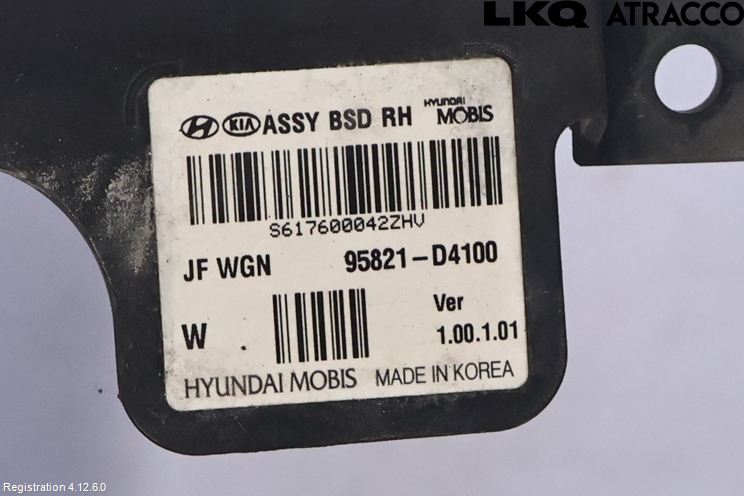 LKQ ATRACCO
KIA ASSY BSD RH HYUNDAI MOBIS
S617600042ZHV
JF WGN 95821-D4100
W Ver 1.00.1.01
HYUNDAI MOBIS MADE IN KOREA
Registration 4.12.6.0